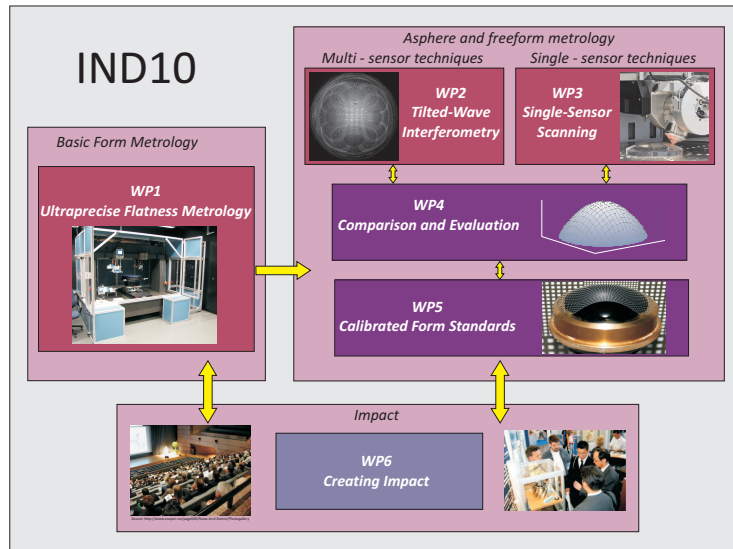 IND10
Asphere and freeform metrology
Multi - sensor techniques
Single - sensor techniques
WP2
Tilted-Wave
Interferometry
WP3
Single-Sensor
Scanning
Basic Form Metrology
WP1
Ultraprecise Flatness Metrology
WP4
Comparison and Evaluation
WP5
Calibrated Form Standards
Impact
WP6
Creating Impact